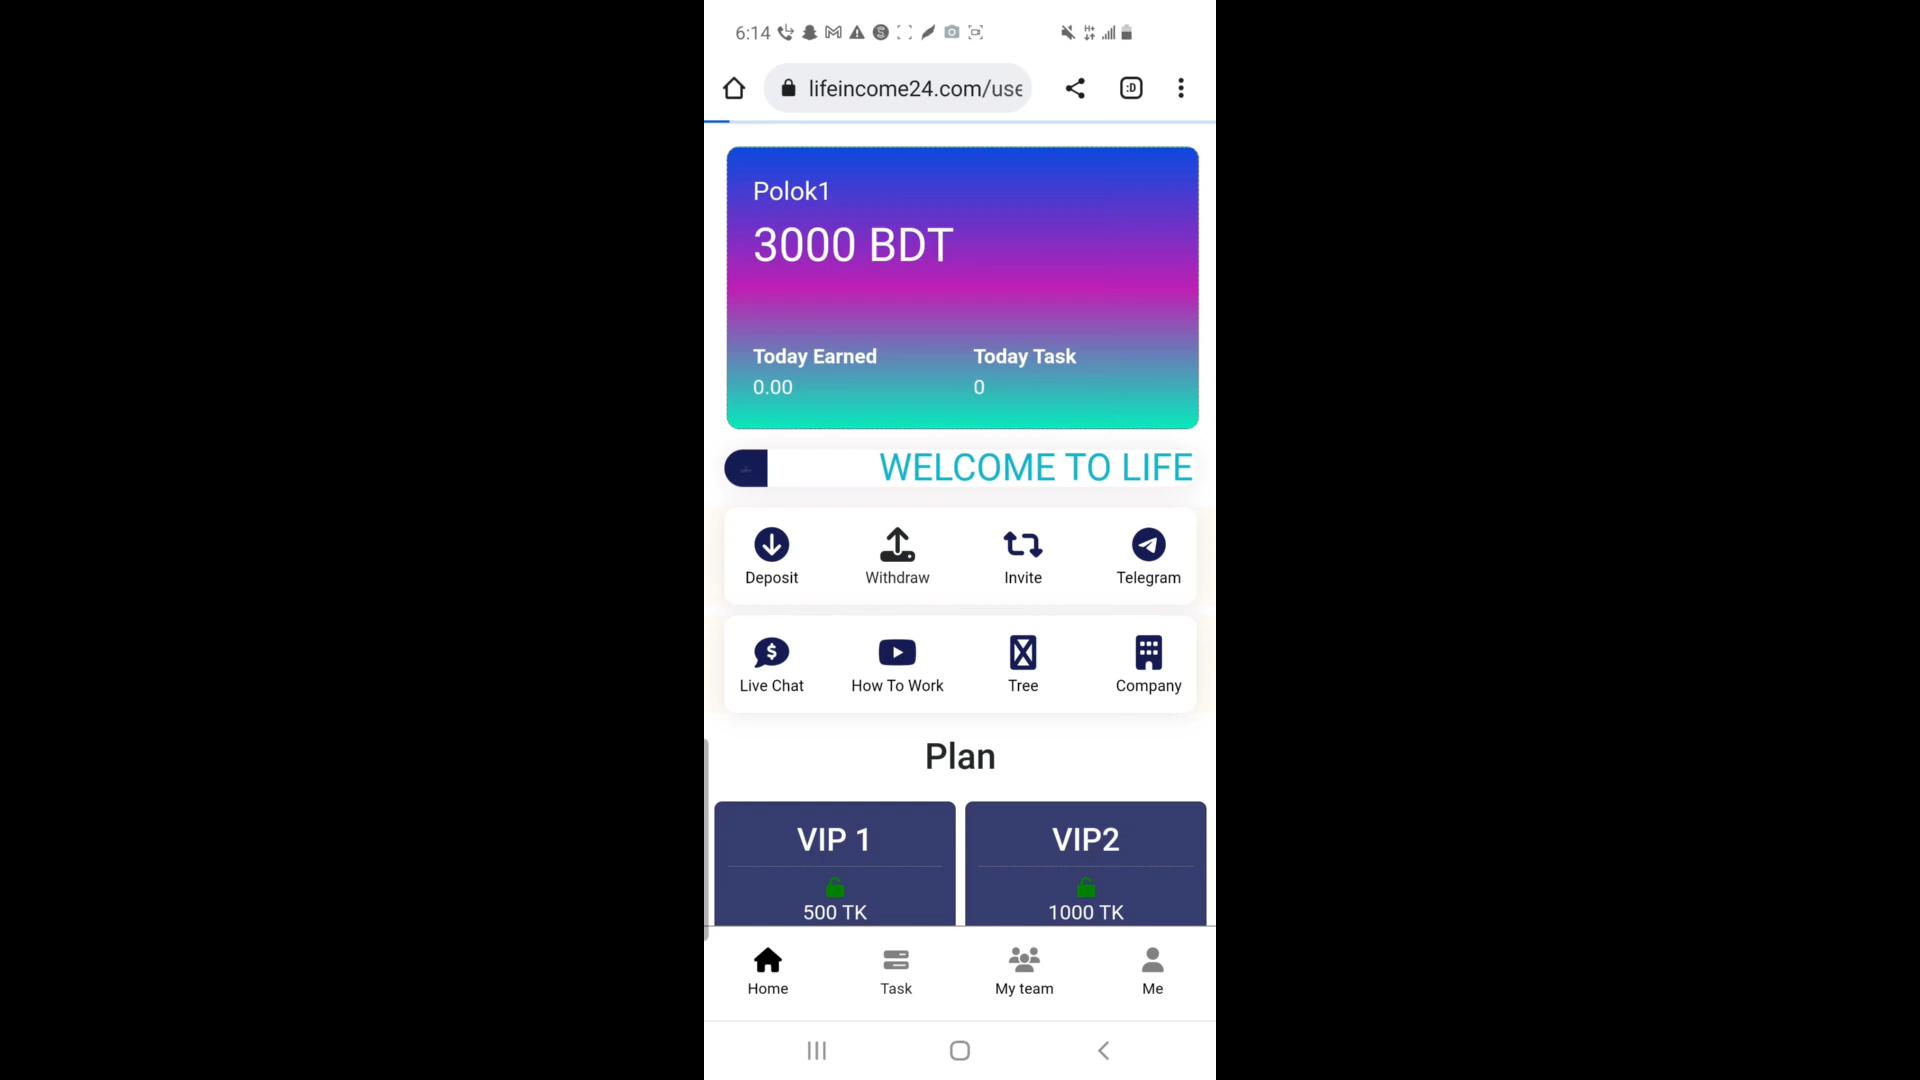 6:14
lifeincome24.com/use
:D
Polok1
3000 BDT
Today Earned Today Task
0.00 0
WELCOME TO LIFE
Deposit Withdraw Invite Telegram
Live Chat How To Work Tree Company
Plan
VIP 1 VIP2
500 TK 1000 TK
Home Task My team Me